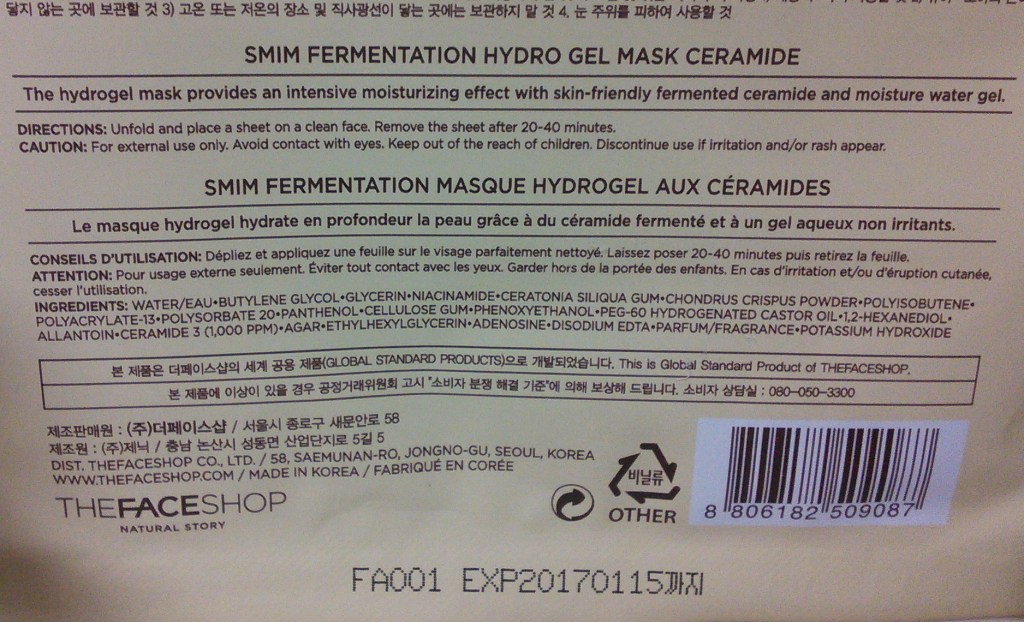 닿지 않는 곳에 보관할 것 3) 고온 또는 저온의 장소 및 직사광선이 닿는 곳에는 보관하지 말 것 4. 눈 주위를 피하여 사용할 것
SMIM FERMENTATION HYDRO GEL MASK CERAMIDE
The hydrogel mask provides an intensive moisturizing effect with skin-friendly fermented ceramide and moisture water gel.
DIRECTIONS: Unfold and place a sheet on a clean face. Remove the sheet after 20-40 minutes.
CAUTION: For external use only. Avoid contact with eyes. Keep out of the reach of children. Discontinue use if irritation and/or rash appear.
SMIM FERMENTATION MASQUE HYDROGEL AUX CÉRAMIDES
Le masque hydrogel hydrate en profondeur la peau grâce à du céramide fermenté et à un gel aqueux non irritants.
CONSEILS D'UTILISATION: Dépliez et appliquez une feuille sur le visage parfaitement nettoyé. Laissez poser 20-40 minutes puis retirez la feuille.
ATTENTION: Pour usage externe seulement. Éviter tout contact avec les yeux. Garder hors de la portée des enfants. En cas d'irritation et/ou d'éruption cutanée,
cesser l'utilisation.
INGREDIENTS: WATER/EAU•BUTYLENE GLYCOL•GLYCERIN•NIACINAMIDE•CERATONIA SILIQUA GUM•CHONDRUS CRISPUS POWDER•POLYISOBUTENE•
POLYACRYLATE-13•POLYSORBATE 20•PANTHENOL•CELLULOSE GUM•PHENOXYETHANOL•PEG-60 HYDROGENATED CASTOR OIL•1,2-HEXANEDIOL•
ALLANTOIN•CERAMIDE 3 (1,000 PPM)•AGAR•ETHYLHEXYLGLYCERIN•ADENOSINE•DISODIUM EDTA•PARFUM/FRAGRANCE•POTASSIUM HYDROXIDE
본 제품은 더페이스샵의 세계 공용 제품(GLOBAL STANDARD PRODUCTS)으로 개발되었습니다. This is Global Standard Product of THEFACESHOP.
본 제품에 이상이 있을 경우 공정거래위원회 고시 "소비자 분쟁 해결 기준"에 의해 보상해 드립니다. 소비자 상담실 : 080-050-3300
제조판매원 : (주)더페이스샵 / 서울시 종로구 새문안로 58
제조원 : (주)제닉 / 충남 논산시 성동면 산업단지로 5길 5
DIST. THEFACESHOP CO., LTD. / 58, SAEMUNAN-RO, JONGNO-GU, SEOUL, KOREA
WWW.THEFACESHOP.COM / MADE IN KOREA / FABRIQUÉ EN CORÉE
THEFACESHOP
NATURAL STORY
비닐류
OTHER
8 806182 509087
FA001 EXP20170115까지